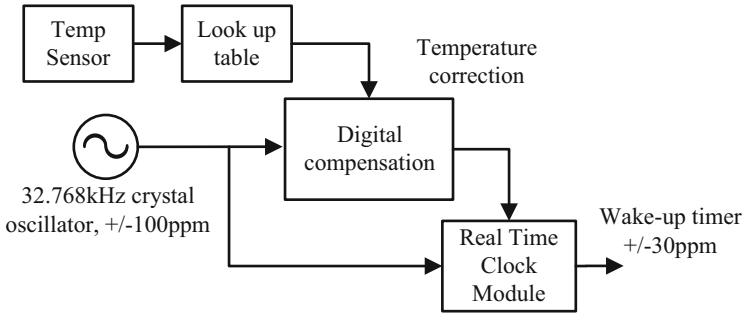 Temp
Sensor
Look up
table
Temperature
correction
Digital
compensation
32.768kHz crystal
oscillator, +/-100ppm
Real Time
Clock
Module
Wake-up timer
+/-30ppm